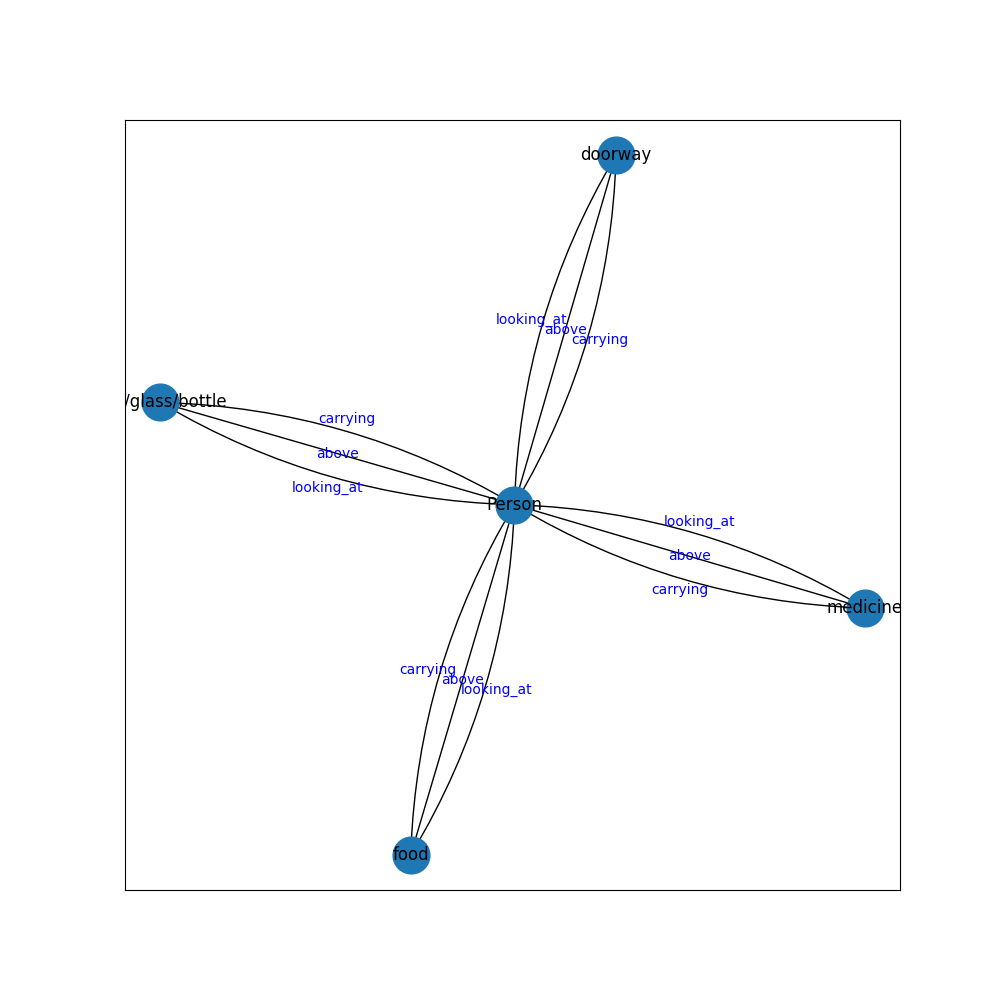 doorway
looking_at
above
carrying
/glass/bottle
carrying
above
looking_at
Person
looking_at
above
carrying
medicine
carrying
above
looking_at
food